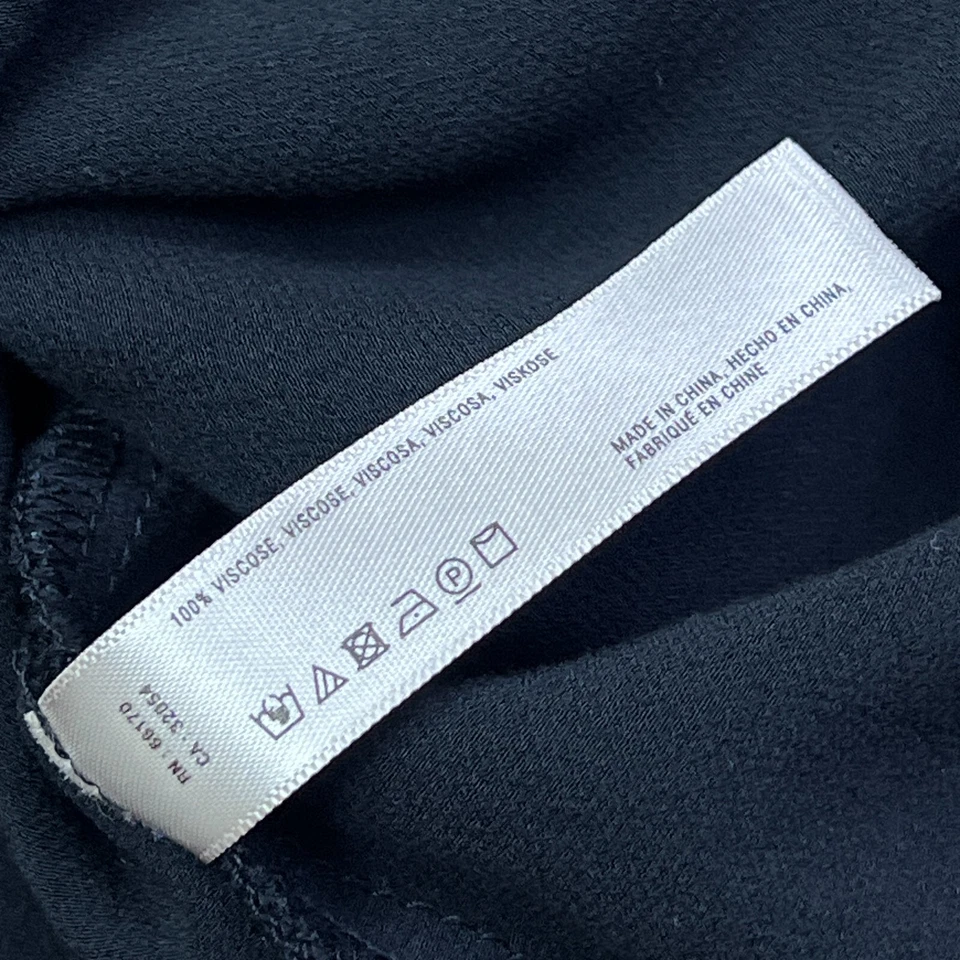 100% VISCOSE, VISCOSE, VISCOSA, VISCOSA, VISKOSE
MADE IN CHINA, HECHO EN CHINA,
FABRIQUÉ EN CHINE
P
RN : 66170
CA : 32054